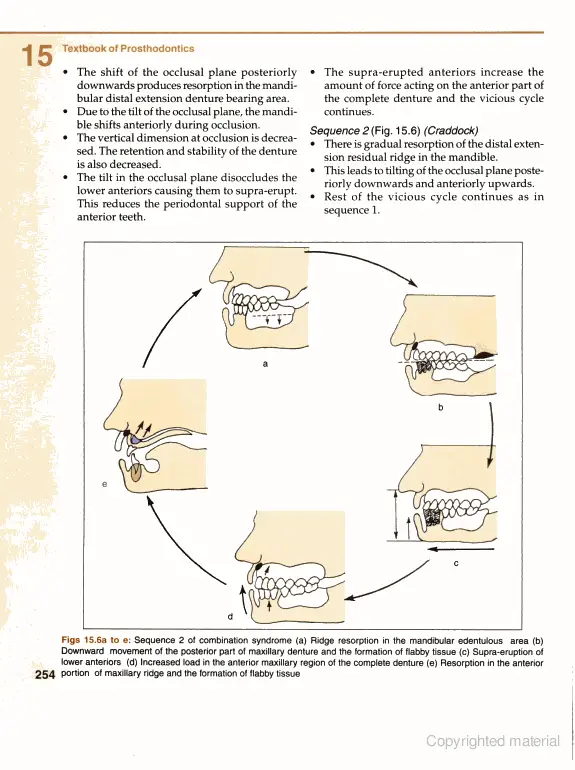 15
Textbook of Prosthodontics
• The shift of the occlusal plane posteriorly
downwards produces resorption in the mandi-
bular distal extension denture bearing area.
• Due to the tilt of the occlusal plane, the mandi-
ble shifts anteriorly during occlusion.
• The vertical dimension at occlusion is decrea-
sed. The retention and stability of the denture
is also decreased.
• The tilt in the occlusal plane disoccludes the
lower anteriors causing them to supra-erupt.
This reduces the periodontal support of the
anterior teeth.
• The supra-erupted anteriors increase the
amount of force acting on the anterior part of
the complete denture and the vicious cycle
continues.
Sequence 2 (Fig. 15.6) (Craddock)
• There is gradual resorption of the distal exten-
sion residual ridge in the mandible.
• This leads to tilting of the occlusal plane poste-
riorly downwards and anteriorly upwards.
• Rest of the vicious cycle continues as in
sequence 1.
a
b
e
c
d
Figs 15.6a to e: Sequence 2 of combination syndrome (a) Ridge resorption in the mandibular edentulous area (b)
Downward movement of the posterior part of maxillary denture and the formation of flabby tissue (c) Supra-eruption of
lower anteriors (d) Increased load in the anterior maxillary region of the complete denture (e) Resorption in the anterior
portion of maxillary ridge and the formation of flabby tissue
254
Copyrighted material